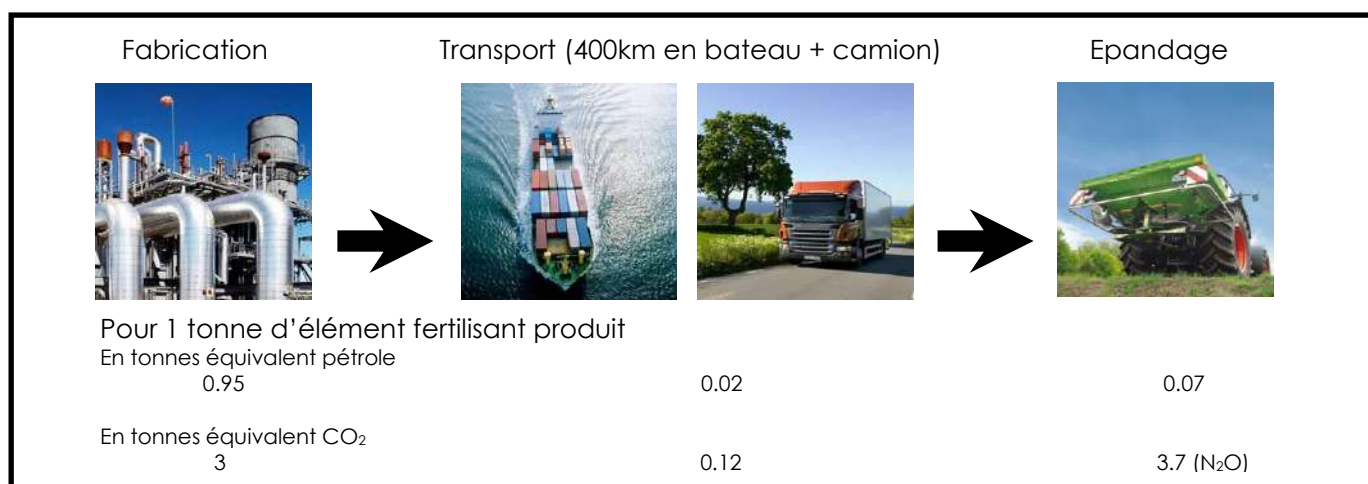 Fabrication Transport (400km en bateau + camion) Epandage
Pour 1 tonne d’élément fertilisant produit
En tonnes équivalent pétrole
0.95 0.02 0.07
En tonnes équivalent CO₂
3 0.12 3.7 (N₂O)